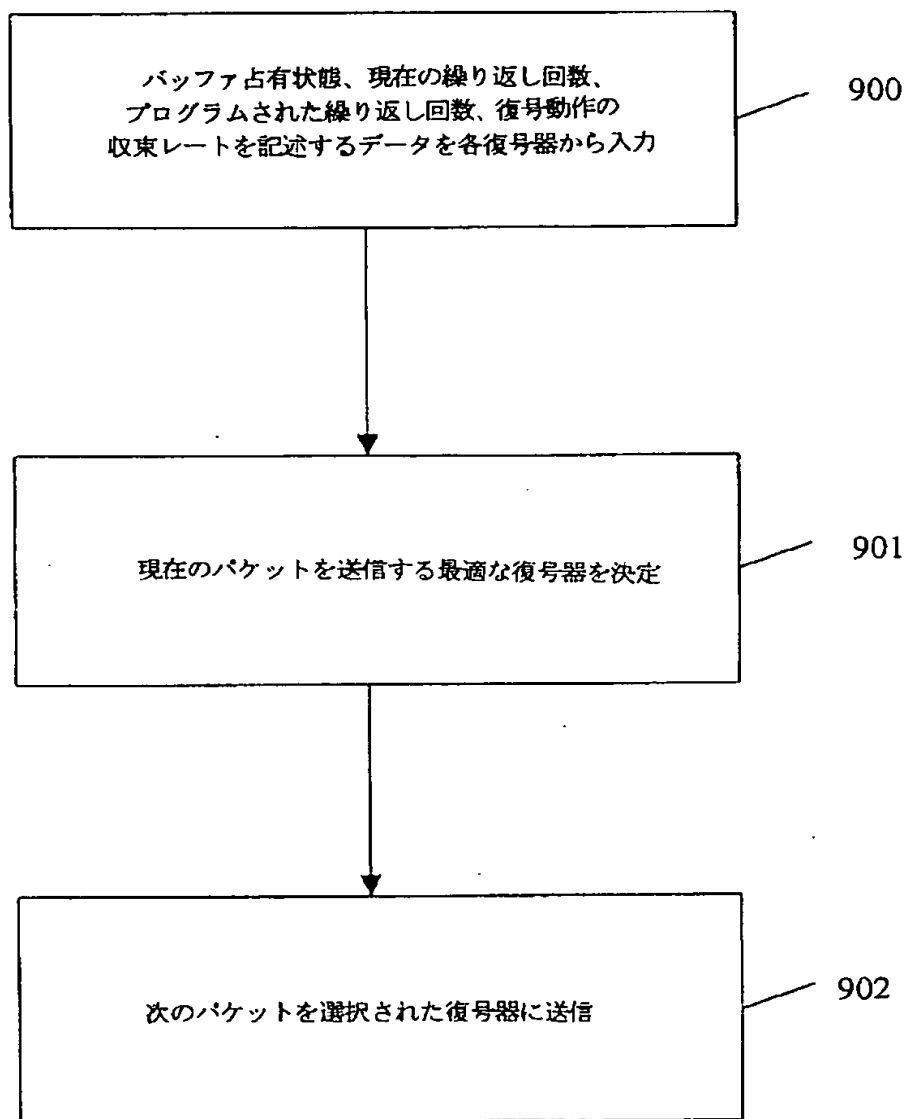 バッファ占有状態、現在の繰り返し回数、
プログラムされた繰り返し回数、復号動作の
収束レートを記述するデータを各復号器から入力
900
現在のパケットを送信する最適な復号器を決定
901
次のパケットを選択された復号器に送信
902